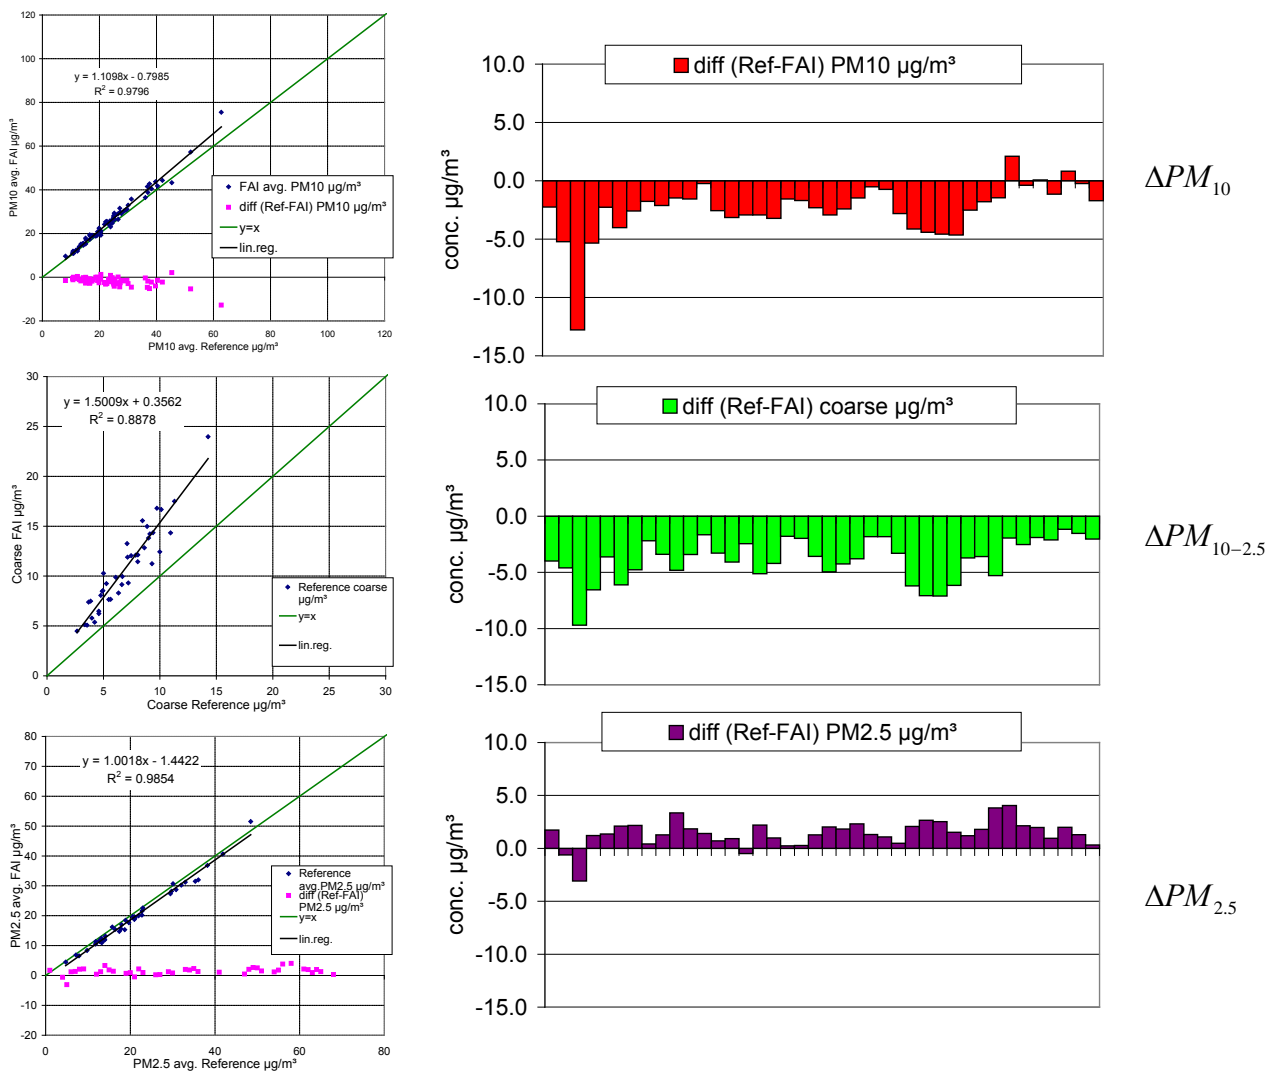 120
100
80
60
40
20
0
-20
0
20
40
60
80
100
120
PM10 avg. FAI µg/m³
PM10 avg. Reference µg/m³
y = 1.1098x - 0.7985
R² = 0.9796
FAI avg. PM10 µg/m³
diff (Ref-FAI) PM10 µg/m³
y=x
lin.reg.
diff (Ref-FAI) PM10 µg/m³
10.0
5.0
0.0
-5.0
-10.0
-15.0
conc. µg/m³
ΔPM₁₀
30
25
20
15
10
5
0
0
5
10
15
20
25
30
Coarse FAI µg/m³
Coarse Reference µg/m³
y = 1.5009x + 0.3562
R² = 0.8878
Reference coarse
µg/m³
y=x
lin.reg.
diff (Ref-FAI) coarse µg/m³
10.0
5.0
0.0
-5.0
-10.0
-15.0
conc. µg/m³
ΔPM₁₀₋₂.₅
80
70
60
50
40
30
20
10
0
-10
-20
0
20
40
60
80
PM2.5 avg. FAI µg/m³
PM2.5 avg. Reference µg/m³
y = 1.0018x - 1.4422
R² = 0.9854
Reference
avg.PM2.5 µg/m³
diff (Ref-FAI)
PM2.5 µg/m³
y=x
lin.reg.
diff (Ref-FAI) PM2.5 µg/m³
10.0
5.0
0.0
-5.0
-10.0
-15.0
conc. µg/m³
ΔPM₂.₅